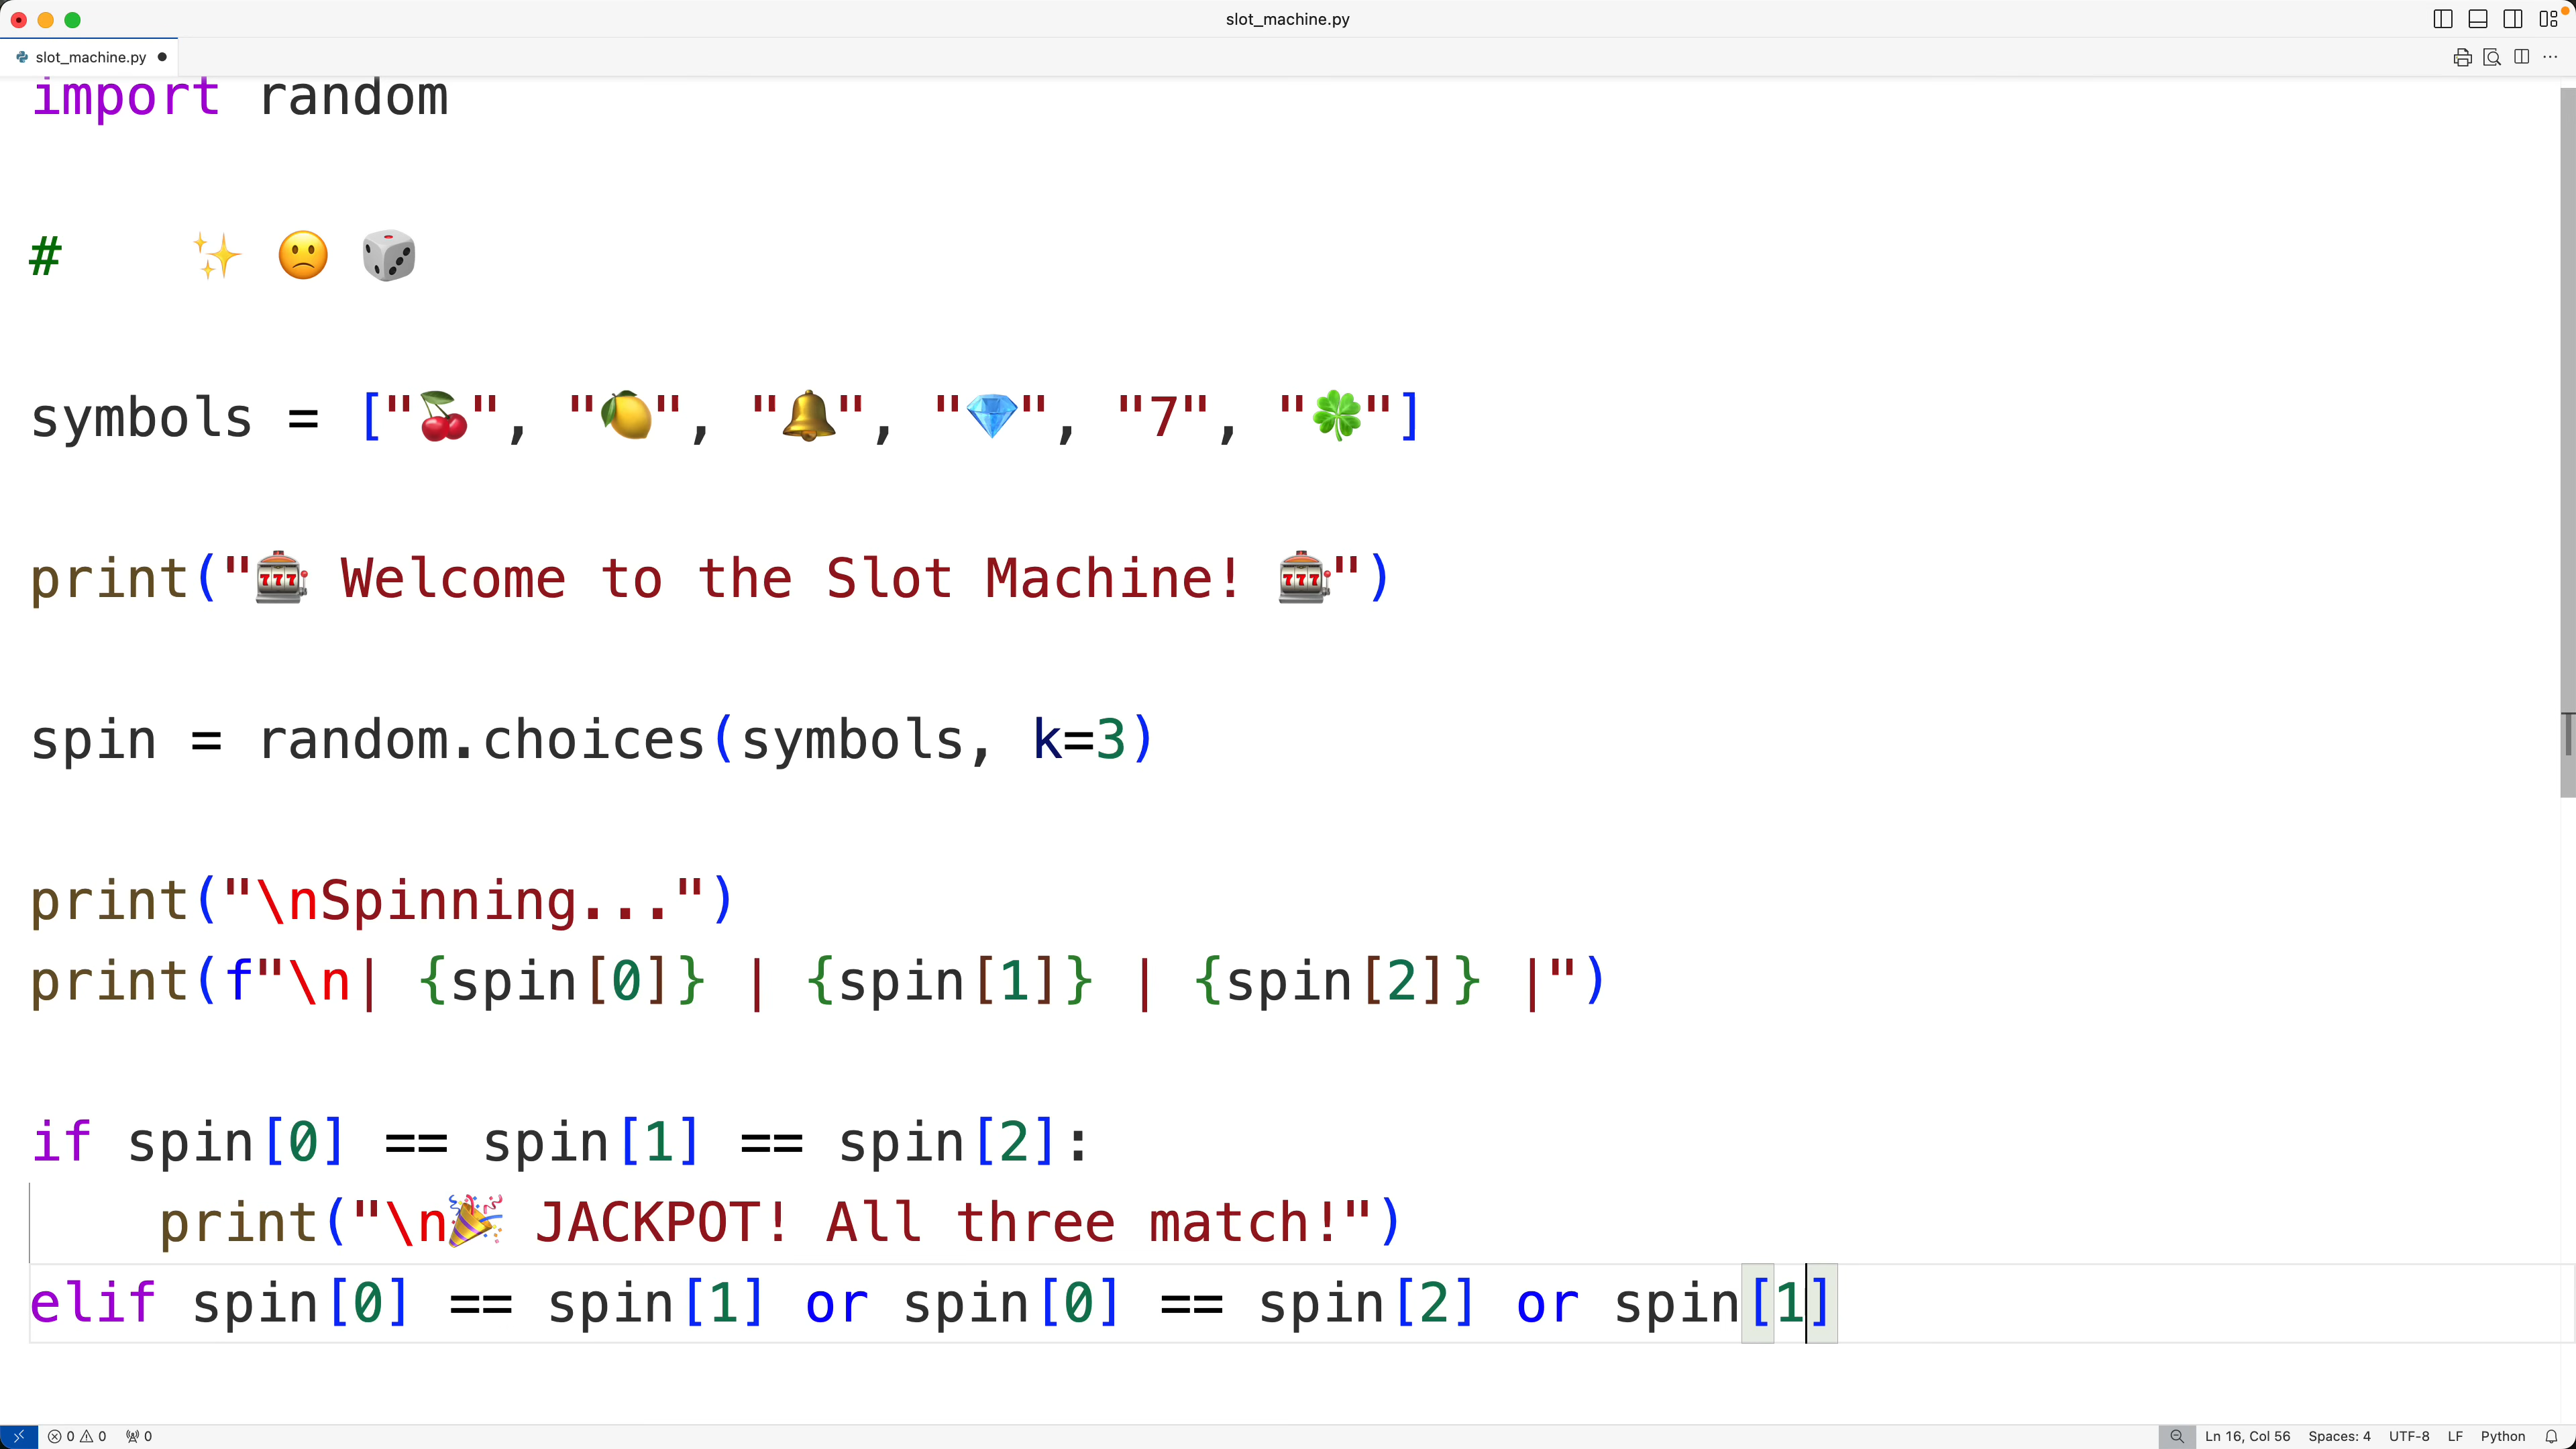 slot_machine.py
slot_machine.py
import random
#    ✨ 🙁 🎲
symbols = ["🍒", "🍋", "🔔", "💎", "7", "🍀"]
print("🎰 Welcome to the Slot Machine! 🎰")
spin = random.choices(symbols, k=3)
print("\nSpinning...")
print(f"\n| {spin[0]} | {spin[1]} | {spin[2]} |")
if spin[0] == spin[1] == spin[2]:
    print("\n🎉 JACKPOT! All three match!")
elif spin[0] == spin[1] or spin[0] == spin[2] or spin[1]
0 0 0 Ln 16, Col 56 Spaces: 4 UTF-8 LF Python